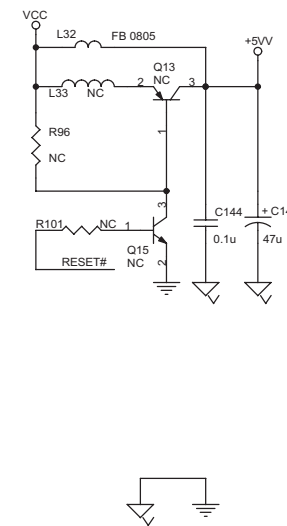 VCC
L32 FB 0805
+5VV
Q13
NC
2 3
L33 NC
1
R96
NC
3
R101 NC 1
Q15
NC
2
RESET#
C144
0.1u
+
47u